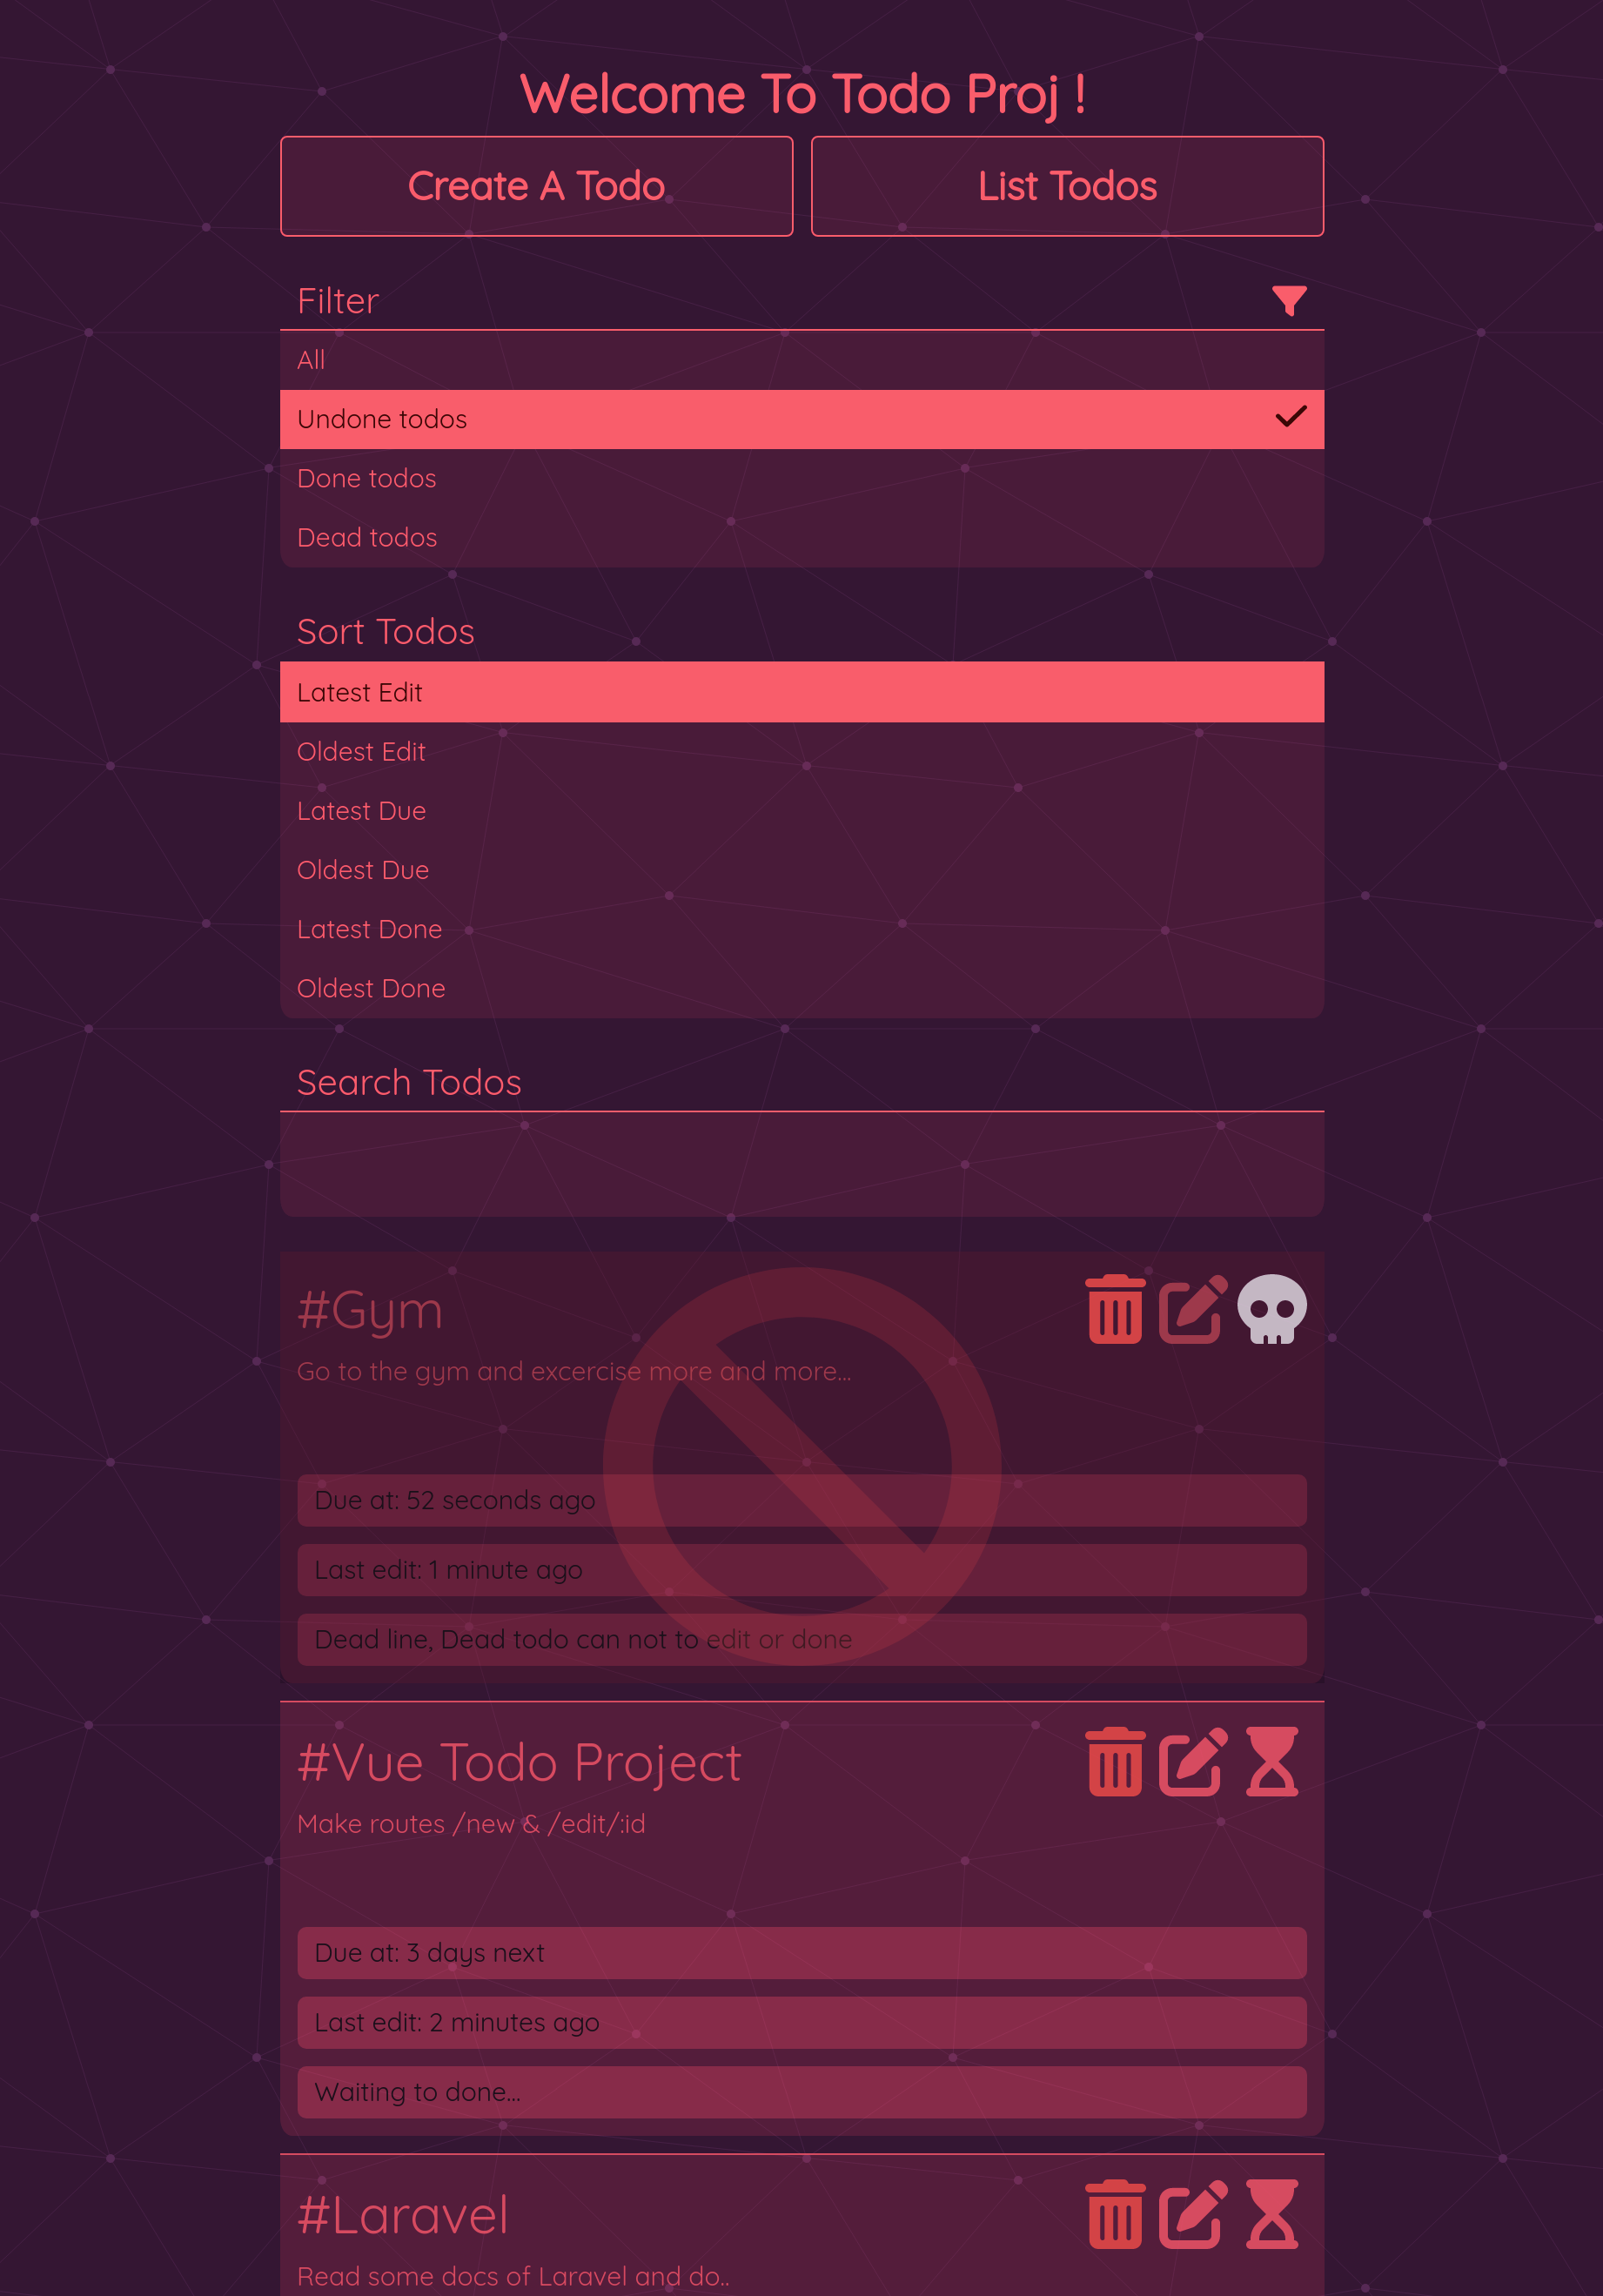 Welcome To Todo Proj !
Create A Todo
List Todos
Filter
All
Undone todos
Done todos
Dead todos
Sort Todos
Latest Edit
Oldest Edit
Latest Due
Oldest Due
Latest Done
Oldest Done
Search Todos
#Gym
Go to the gym and excercise more and more...
Due at: 52 seconds ago
Last edit: 1 minute ago
Dead line, Dead todo can not to edit or done
#Vue Todo Project
Make routes /new & /edit/:id
Due at: 3 days next
Last edit: 2 minutes ago
Waiting to done...
#Laravel
Read some docs of Laravel and do..